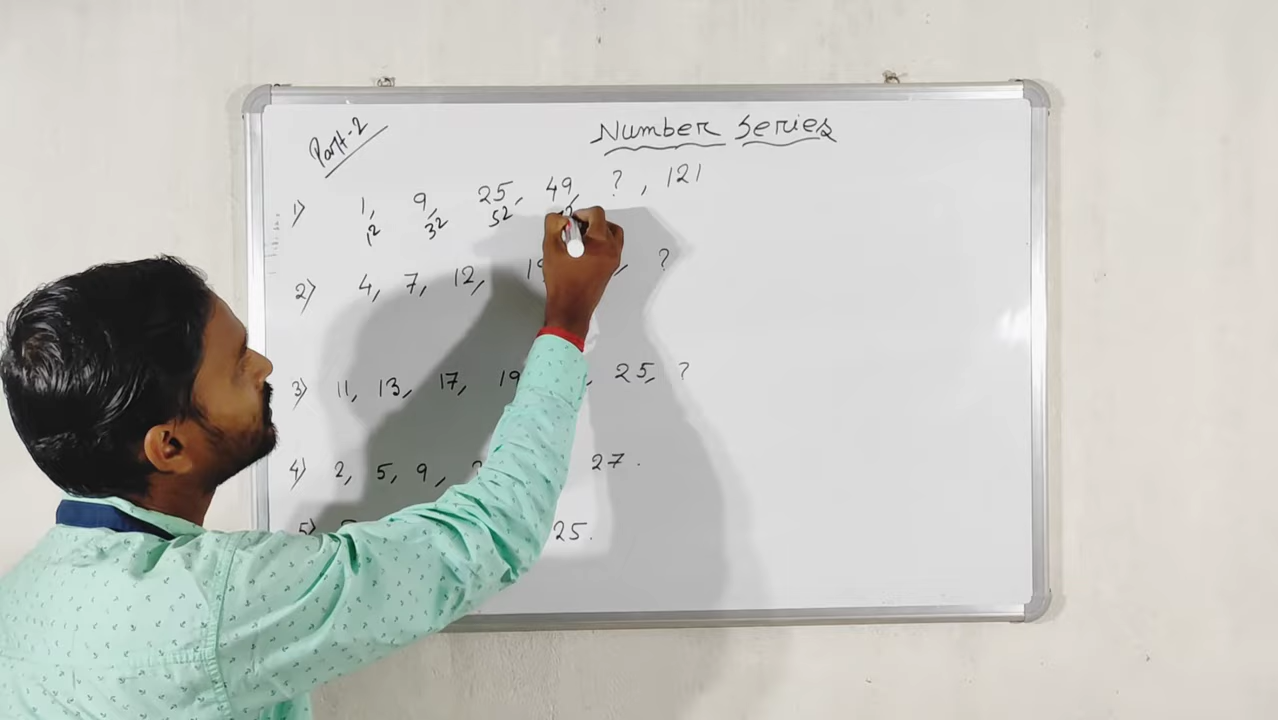 Part-2
Number Series
1) 1, 9, 25, 49, ?, 121
1² 3² 5²
2) 4, 7, 12, 19 , ?
3) 11, 13, 17, 19 , 25, ?
4) 2, 5, 9, 27.
5) 25.